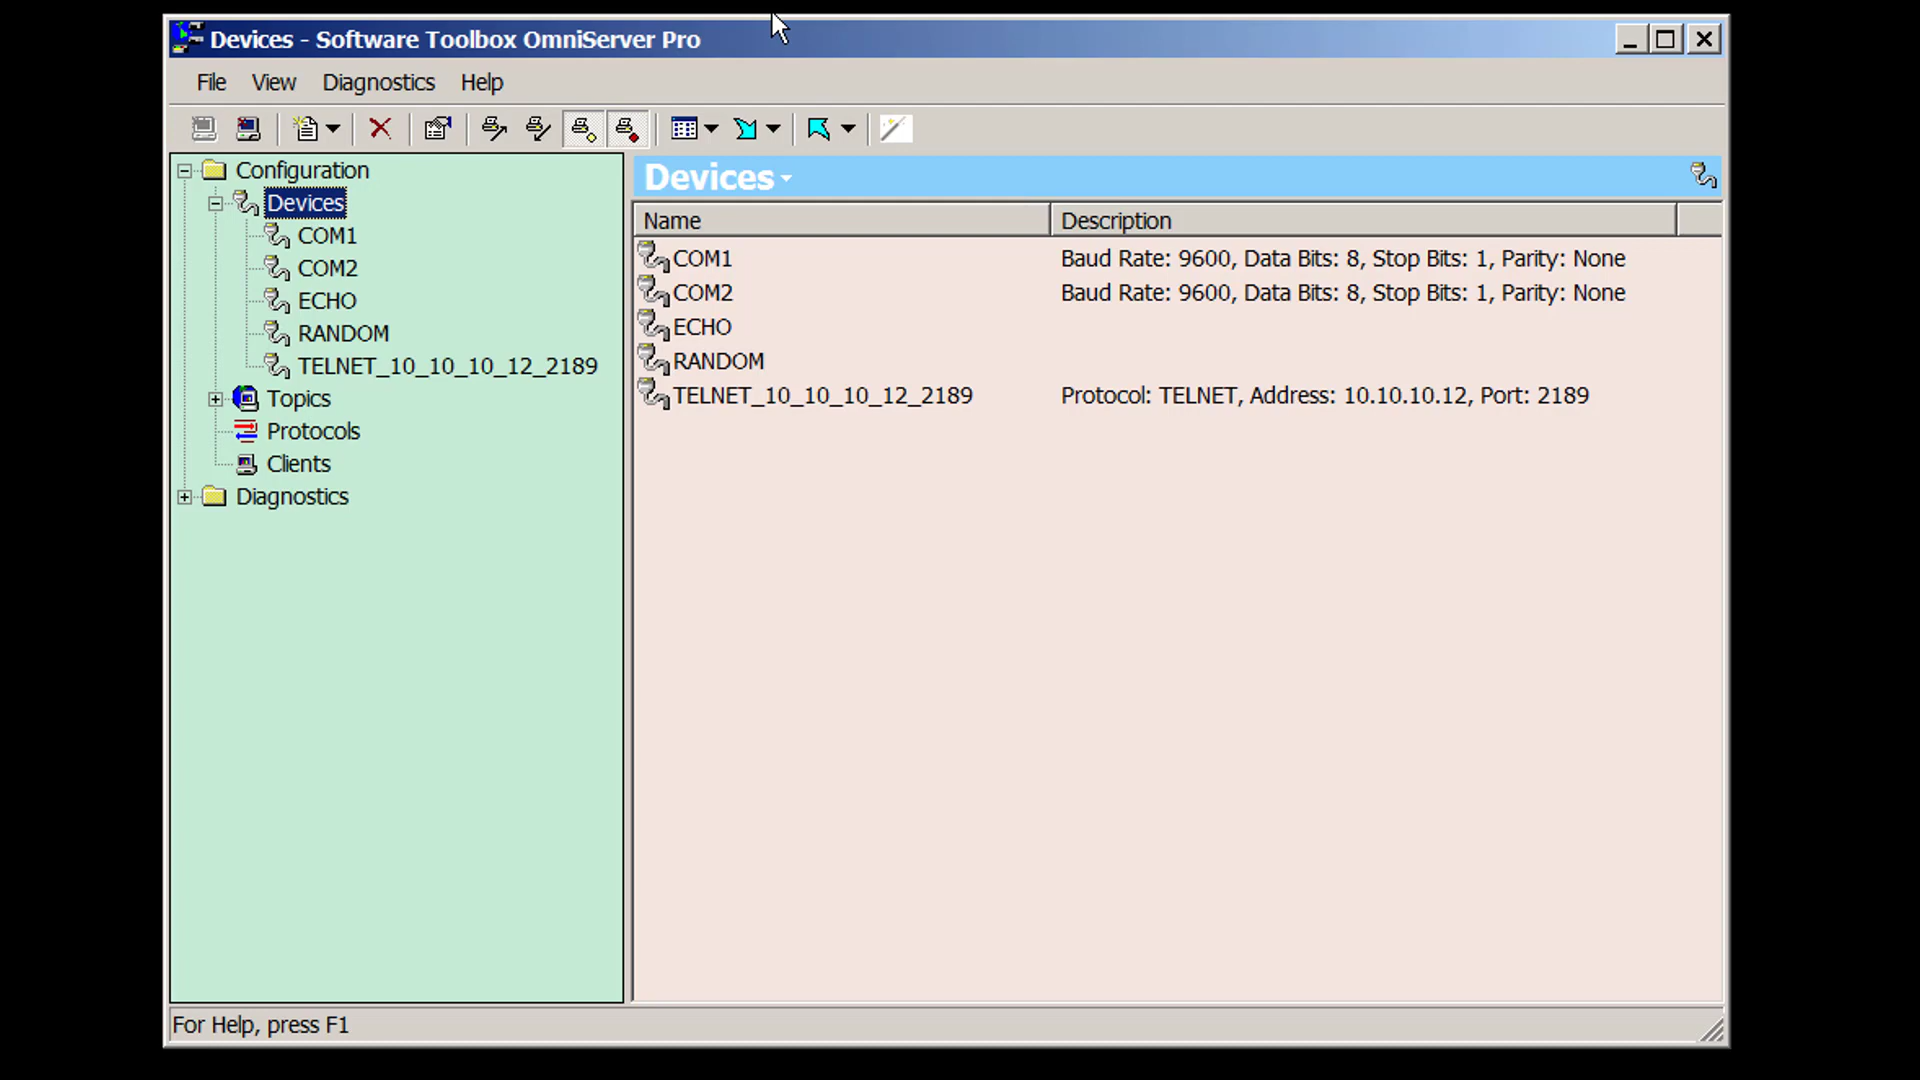 Devices - Software Toolbox OmniServer Pro
File View Diagnostics Help
Configuration
Devices
COM1
COM2
ECHO
RANDOM
TELNET_10_10_10_12_2189
Topics
Protocols
Clients
Diagnostics
Devices
Name Description
COM1 Baud Rate: 9600, Data Bits: 8, Stop Bits: 1, Parity: None
COM2 Baud Rate: 9600, Data Bits: 8, Stop Bits: 1, Parity: None
ECHO
RANDOM
TELNET_10_10_10_12_2189 Protocol: TELNET, Address: 10.10.10.12, Port: 2189
For Help, press F1